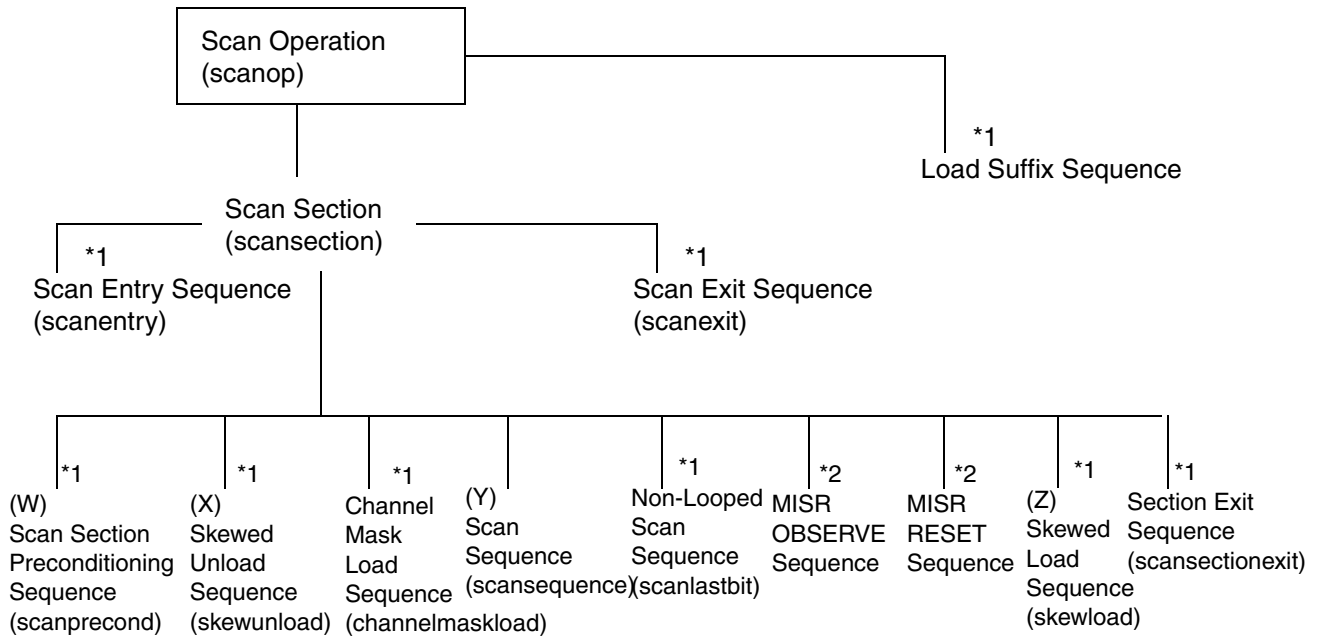 Scan Operation
(scanop)
*1
Load Suffix Sequence
Scan Section
(scansection)
*1
Scan Entry Sequence
(scanentry)
*1
Scan Exit Sequence
(scanexit)
*1
(W)
Scan Section
Preconditioning
Sequence
(scanprecond)
*1
(X)
Skewed
Unload
Sequence
(skewunload)
*1
Channel
Mask
Load
Sequence
(channelmaskload)
(Y)
Scan
Sequence
(scansequence)
*1
Non-Looped
Scan
Sequence
(scanlastbit)
*2
MISR
OBSERVE
Sequence
*2
MISR
RESET
Sequence
*1
(Z)
Skewed
Load
Sequence
(skewload)
*1
Section Exit
Sequence
(scansectionexit)